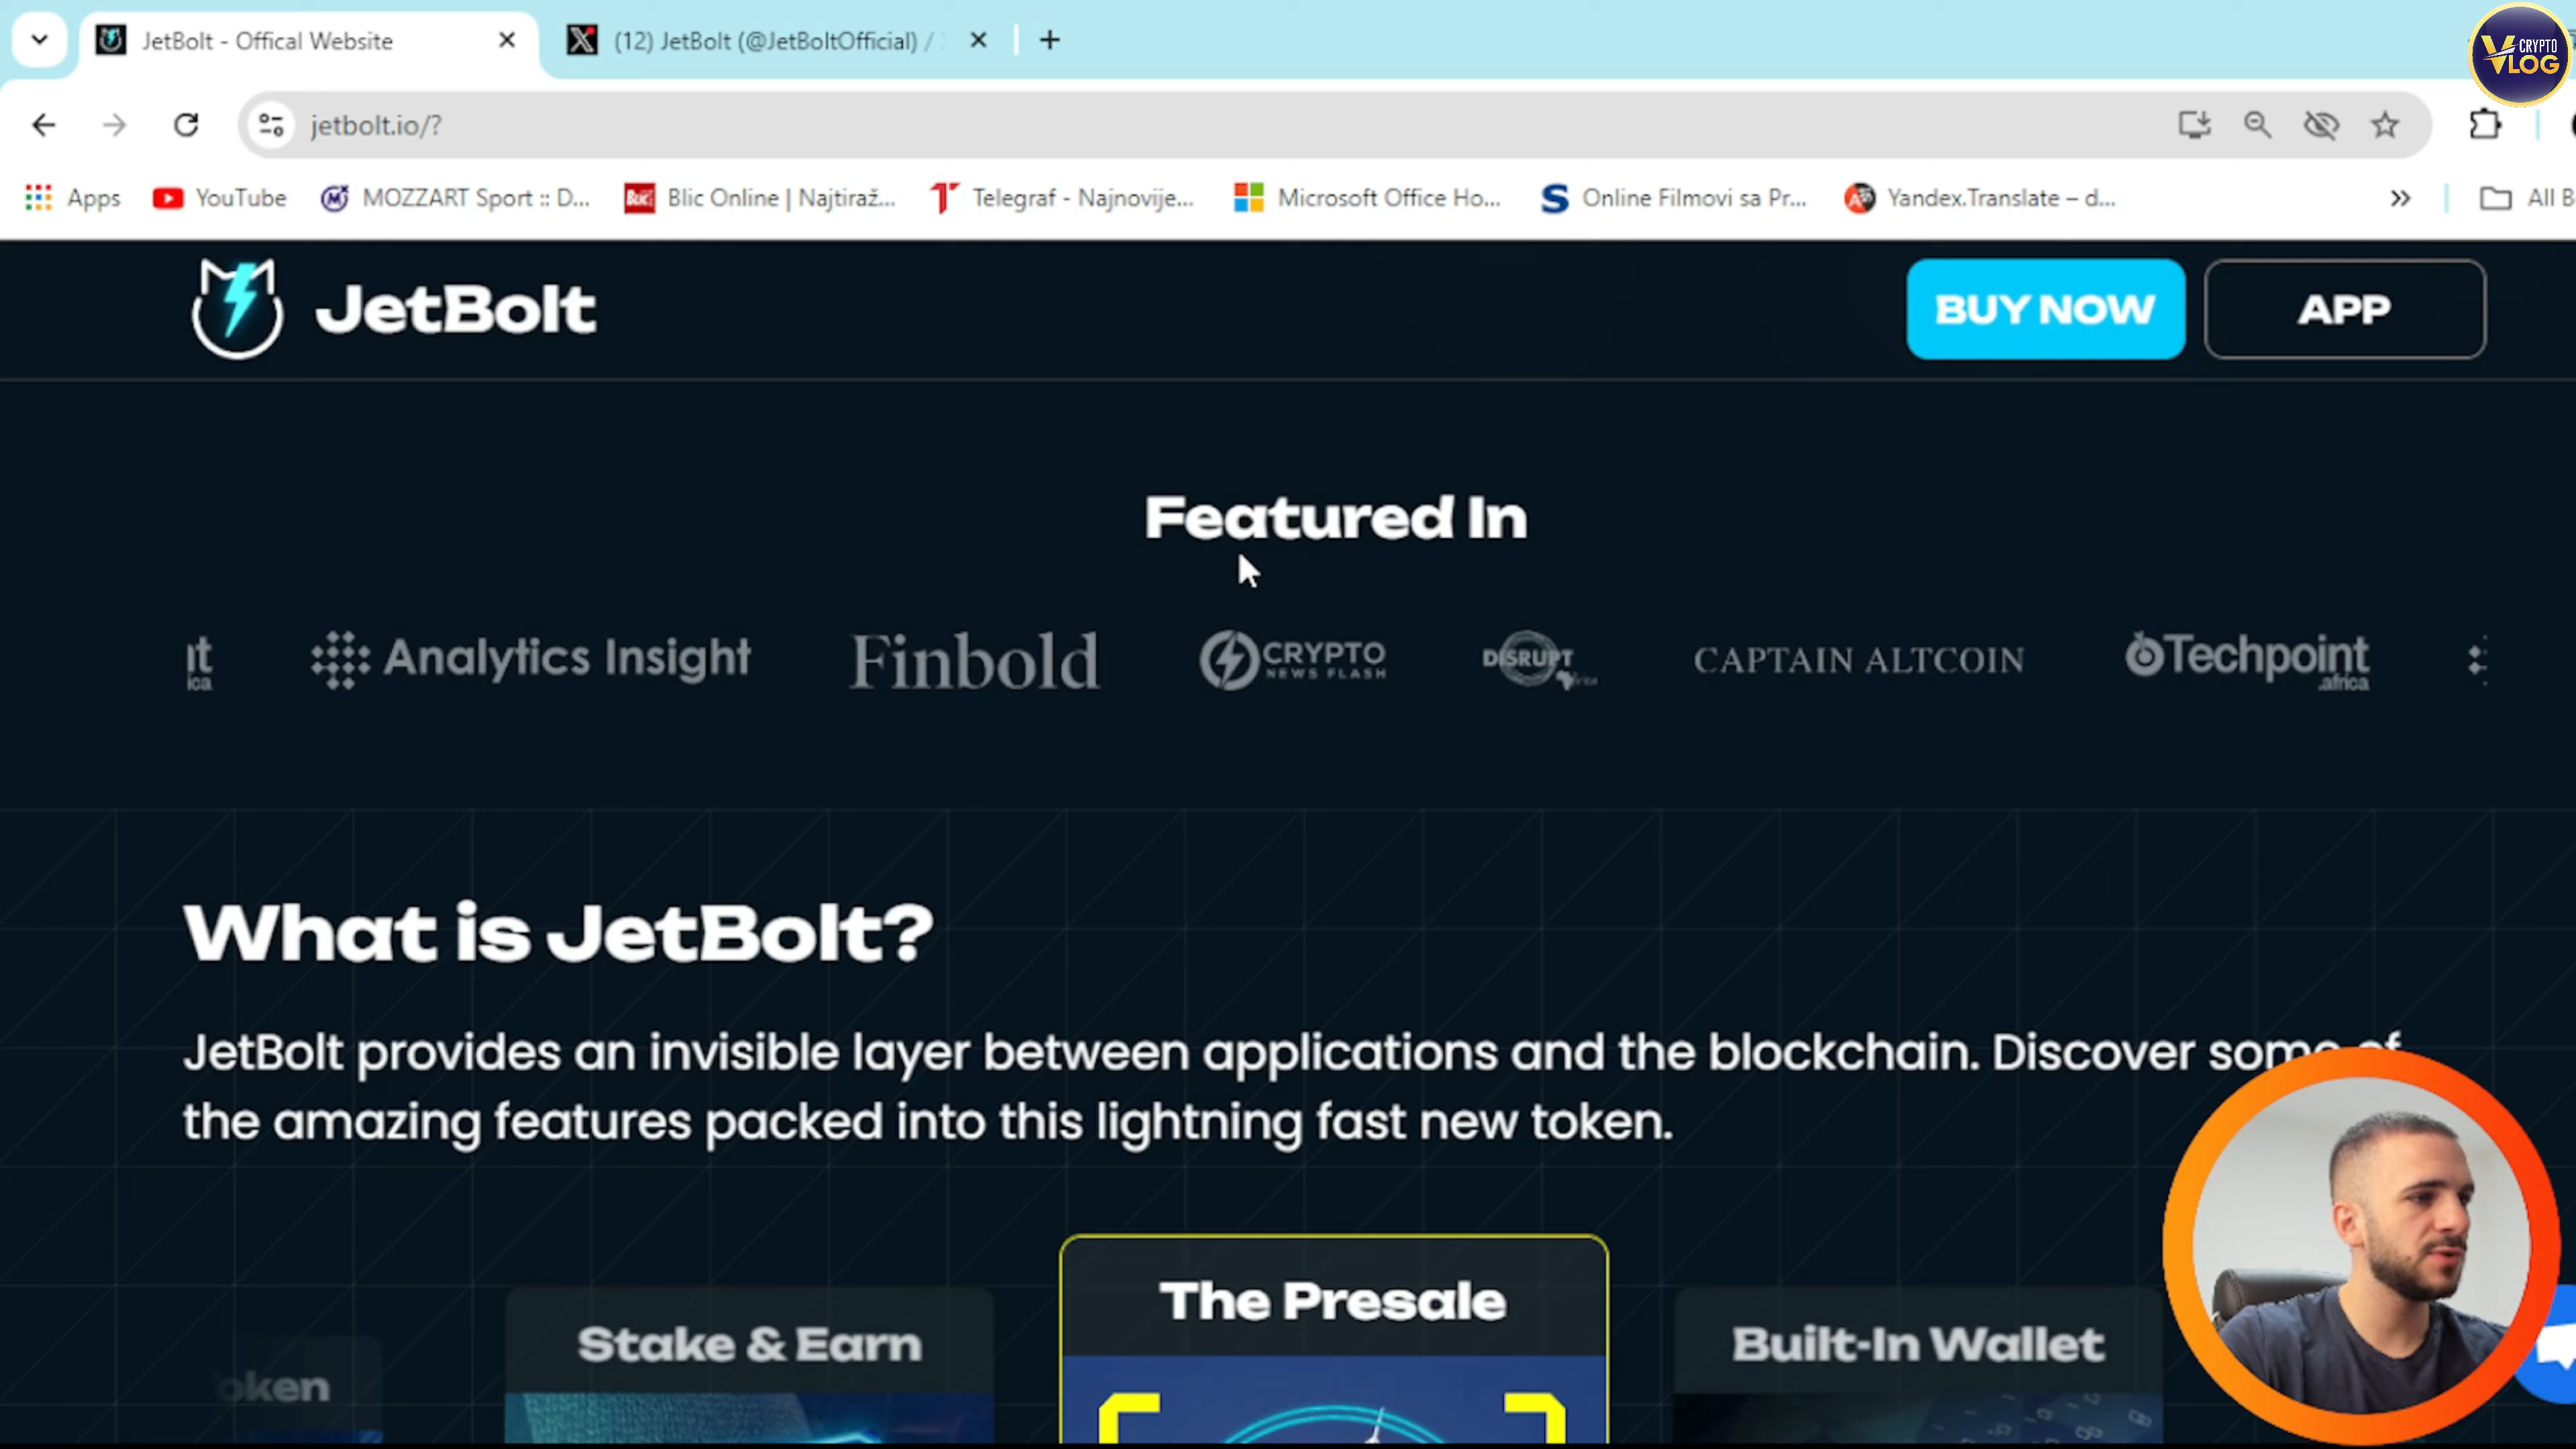 JetBolt - Offical Website
(12) JetBolt (@JetBoltOfficial) /
CRYPTO
VLOG
jetbolt.io/?
Apps YouTube MOZZART Sport :: D... Blic Online | Najtiraž... Telegraf - Najnovije... Microsoft Office Ho... Online Filmovi sa Pr... Yandex.Translate – d... All B
JetBolt
BUY NOW APP
Featured In
Analytics Insight Finbold CRYPTO NEWS FLASH DISRUPT CAPTAIN ALTCOIN Techpoint .africa
What is JetBolt?
JetBolt provides an invisible layer between applications and the blockchain. Discover some of
the amazing features packed into this lightning fast new token.
The Presale
Stake & Earn
Built-In Wallet
oken